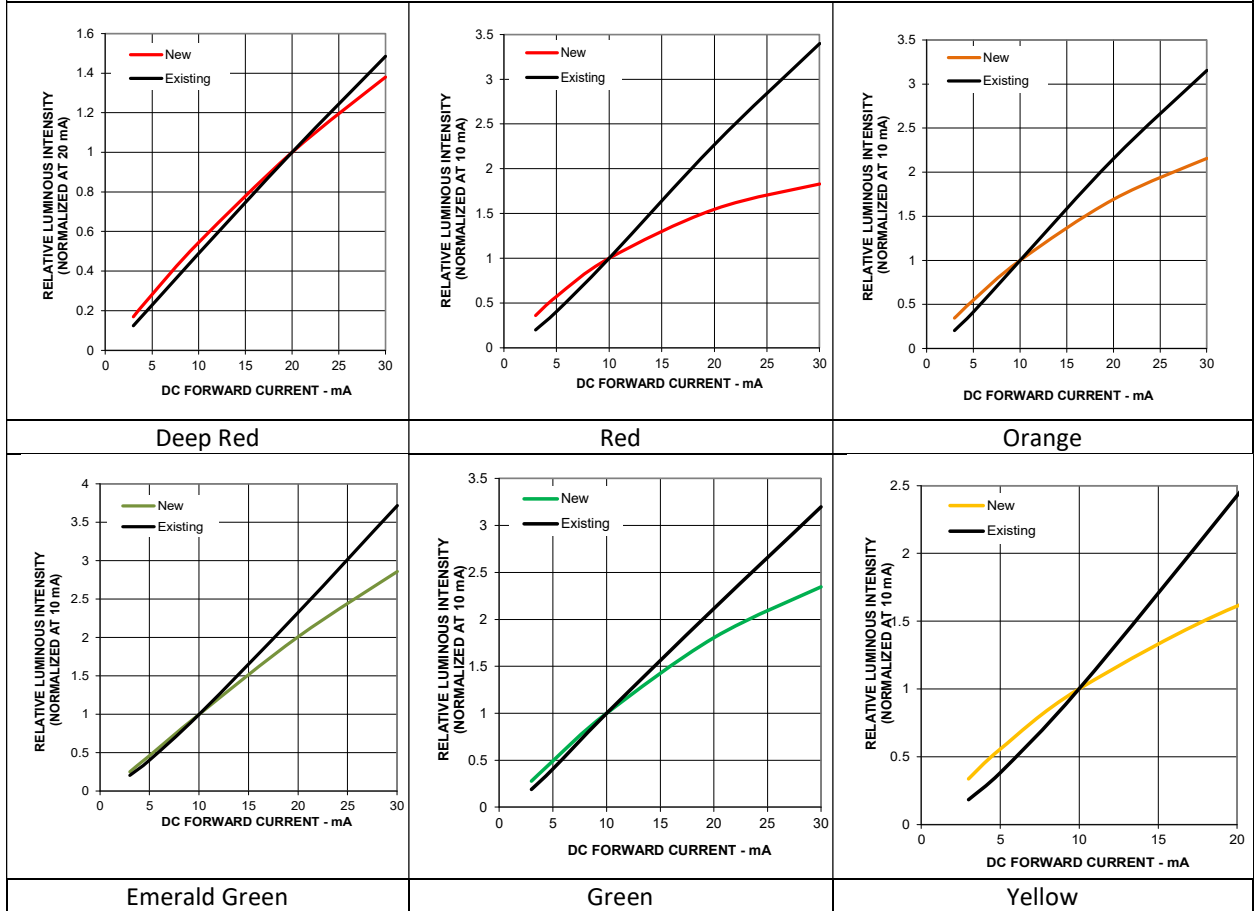 RELATIVE LUMINOUS INTENSITY
(NORMALIZED AT 20 mA)
1.6
1.4
1.2
1
0.8
0.6
0.4
0.2
0
New
Existing
0 5 10 15 20 25 30
DC FORWARD CURRENT - mA
RELATIVE LUMINOUS INTENSITY
(NORMALIZED AT 10 mA)
3.5
3
2.5
2
1.5
1
0.5
0
New
Existing
0 5 10 15 20 25 30
DC FORWARD CURRENT - mA
RELATIVE LUMINOUS INTENSITY
(NORMALIZED AT 10 mA)
3.5
3
2.5
2
1.5
1
0.5
0
New
Existing
0 5 10 15 20 25 30
DC FORWARD CURRENT - mA
Deep Red
Red
Orange
RELATIVE LUMINOUS INTENSITY
(NORMALIZED AT 10 mA)
4
3.5
3
2.5
2
1.5
1
0.5
0
New
Existing
0 5 10 15 20 25 30
DC FORWARD CURRENT - mA
RELATIVE LUMINOUS INTENSITY
(NORMALIZED AT 10 mA)
3.5
3
2.5
2
1.5
1
0.5
0
New
Existing
0 5 10 15 20 25 30
DC FORWARD CURRENT - mA
RELATIVE LUMINOUS INTENSITY
(NORMALIZED AT 10 mA)
2.5
2
1.5
1
0.5
0
New
Existing
0 5 10 15 20
DC FORWARD CURRENT - mA
Emerald Green
Green
Yellow